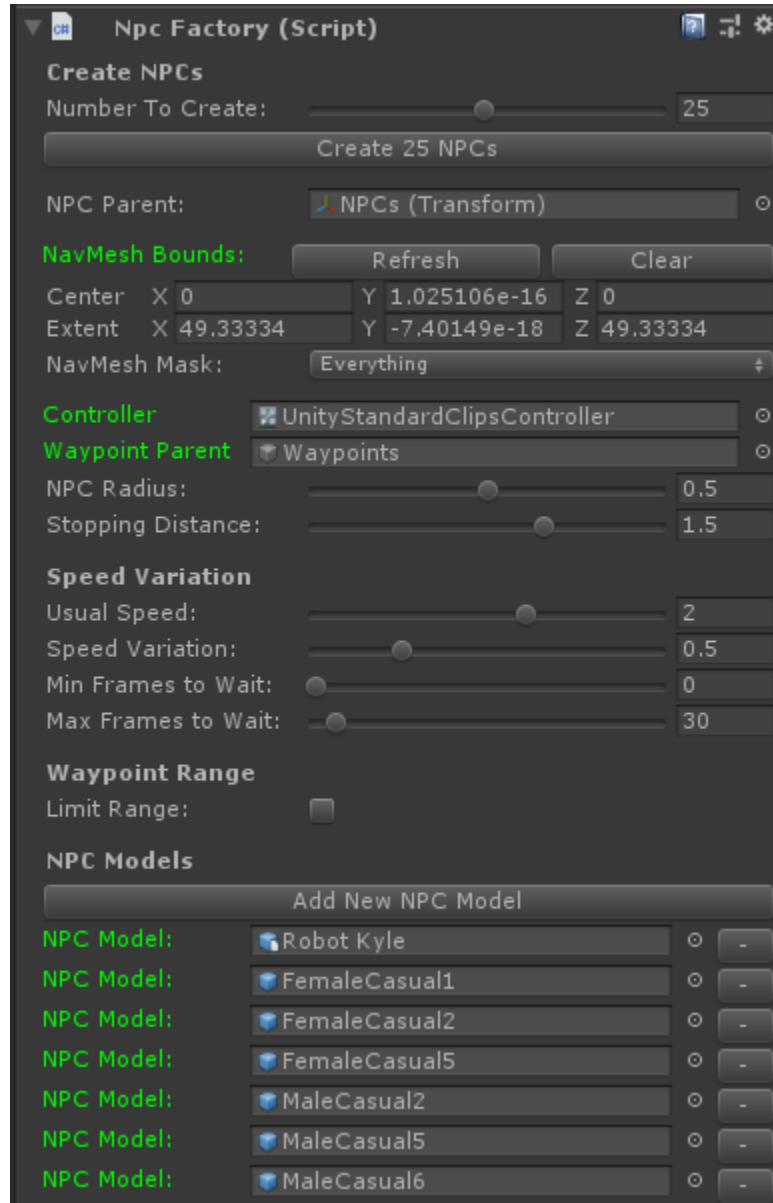 Npc Factory (Script)
Create NPCs
Number To Create: 25
Create 25 NPCs
NPC Parent: NPCs (Transform)
NavMesh Bounds: Refresh Clear
Center X 0 Y 1.025106e-16 Z 0
Extent X 49.33334 Y -7.40149e-18 Z 49.33334
NavMesh Mask: Everything
Controller UnityStandardClipsController
Waypoint Parent Waypoints
NPC Radius: 0.5
Stopping Distance: 1.5
Speed Variation
Usual Speed: 2
Speed Variation: 0.5
Min Frames to Wait: 0
Max Frames to Wait: 30
Waypoint Range
Limit Range:
NPC Models
Add New NPC Model
NPC Model: Robot Kyle -
NPC Model: FemaleCasual1 -
NPC Model: FemaleCasual2 -
NPC Model: FemaleCasual5 -
NPC Model: MaleCasual2 -
NPC Model: MaleCasual5 -
NPC Model: MaleCasual6 -